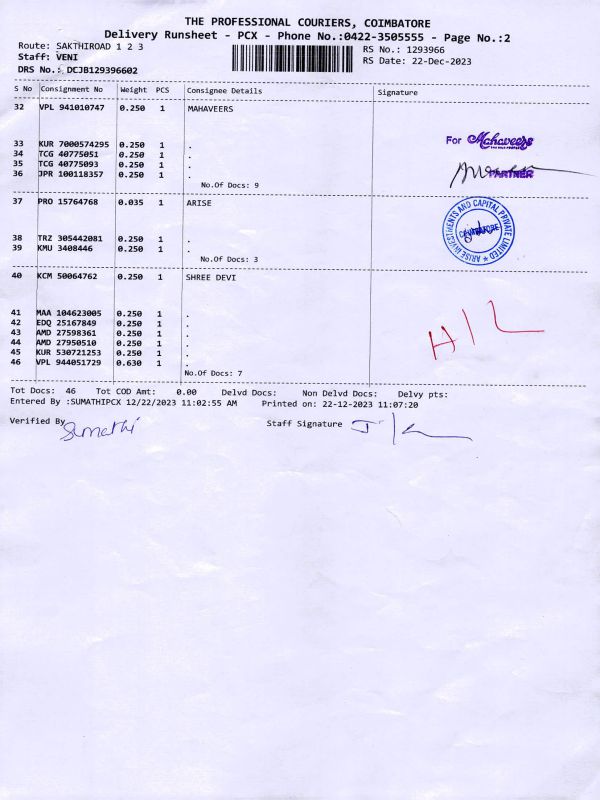 THE PROFESSIONAL COURIERS, COIMBATORE
Delivery Runsheet - PCX - Phone No.:0422-3505555 - Page No.:2
Route: SAKTHIROAD 1 2 3
RS No.: 1293966
Staff: VENI
RS Date: 22-Dec-2023
DRS No.: DCJB129396602
S No Consignment No Weight PCS Consignee Details Signature
32 VPL 941010747 0.250 1 MAHAVEERS
For Mahaveers
33 KUR 7000574295 0.250 1 .
34 TCG 40775051 0.250 1 .
35 TCG 40775093 0.250 1 .
36 JPR 100118357 0.250 1 .
PARTNER
No.Of Docs: 9
37 PRO 15764768 0.035 1 ARISE
ARISE INVESTMENTS AND CAPITAL PRIVATE LIMITED
COIMBATORE
38 TRZ 305442081 0.250 1 .
39 KMU 3408446 0.250 1 .
No.Of Docs: 3
40 KCM 50064762 0.250 1 SHREE DEVI
41 MAA 104623005 0.250 1 .
42 EDQ 25167849 0.250 1 .
43 AMD 27598361 0.250 1 .
44 AMD 27950510 0.250 1 .
45 KUR 530721253 0.250 1 .
46 VPL 944051729 0.630 1 .
No.Of Docs: 7
Tot Docs: 46 Tot COD Amt: 0.00 Delvd Docs: Non Delvd Docs: Delvy pts:
Entered By :SUMATHIPCX 12/22/2023 11:02:55 AM Printed on: 22-12-2023 11:07:20
Verified By Sumathi Staff Signature